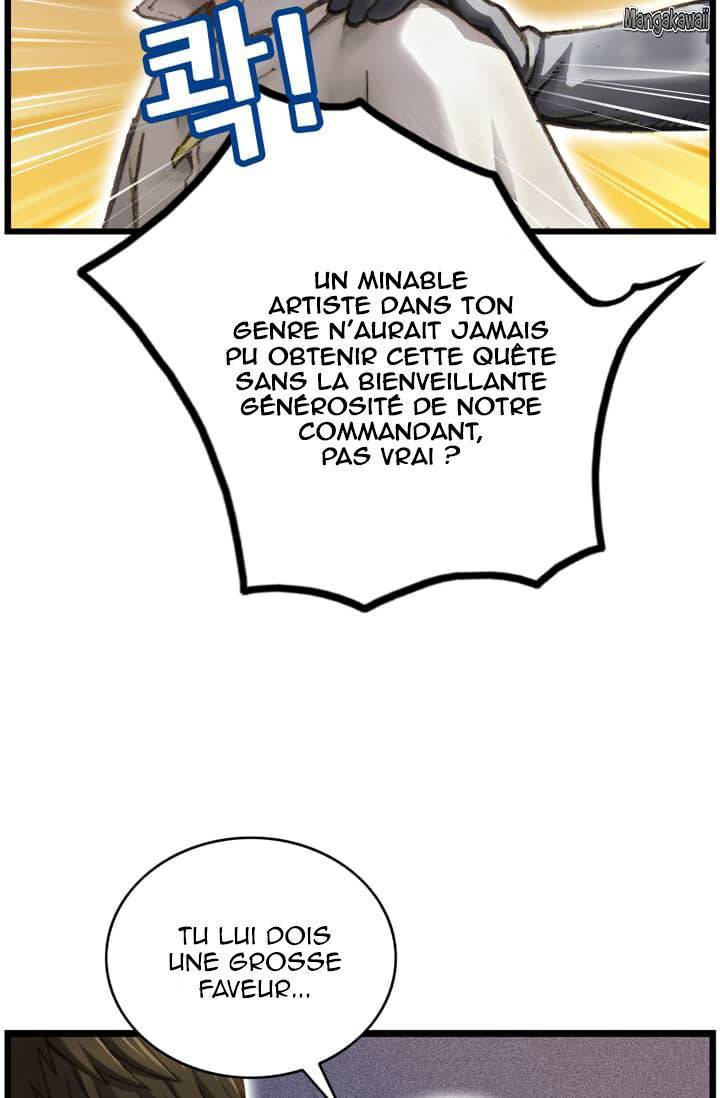 Mangakawaii
콱!
UN MINABLE
ARTISTE DANS TON
GENRE N'AURAIT JAMAIS
PU OBTENIR CETTE QUÊTE
SANS LA BIENVEILLANTE
GÉNÉROSITÉ DE NOTRE
COMMANDANT,
PAS VRAI ?
TU LUI DOIS
UNE GROSSE
FAVEUR...